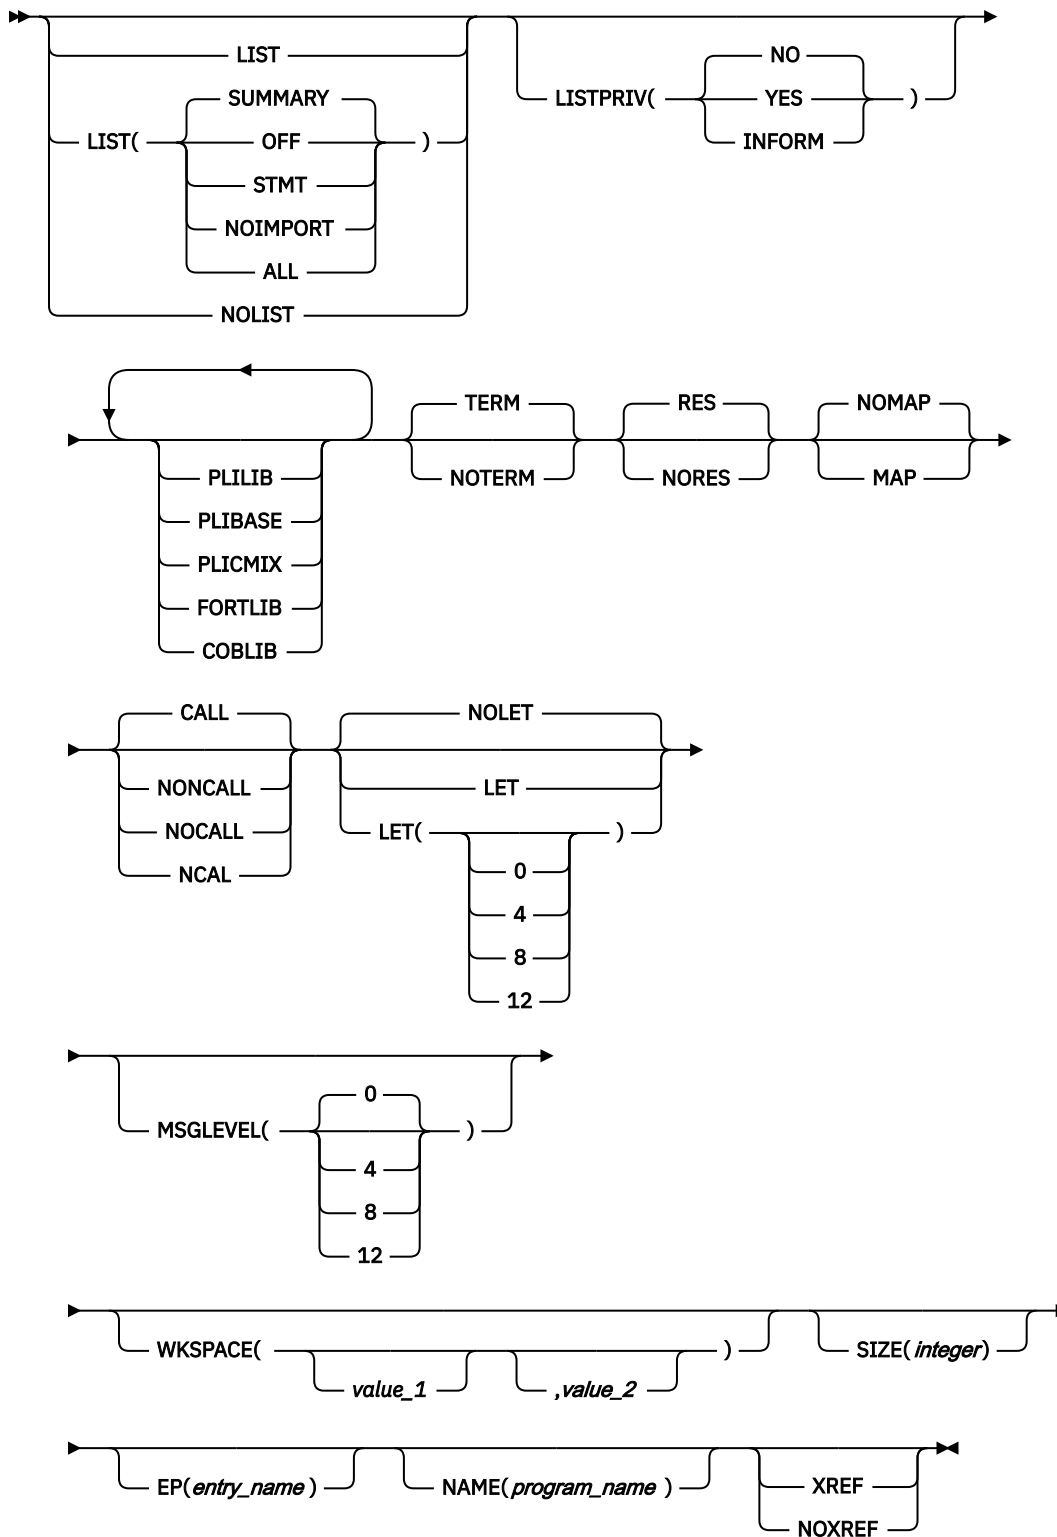 LIST
LIST( SUMMARY )
OFF
STMT
NOIMPORT
ALL
NOLIST
LISTPRIV( NO )
YES
INFORM
PLILIB
PLIBASE
PLICMIX
FORTLIB
COBLIB
TERM
NOTERM
RES
NORES
NOMAP
MAP
CALL
NONCALL
NOCALL
NCAL
NOLET
LET
LET( )
0
4
8
12
MSGLEVEL( 0 )
4
8
12
WKSPACE( value_1 ,value_2 )
SIZE( integer )
EP( entry_name )
NAME( program_name )
XREF
NOXREF